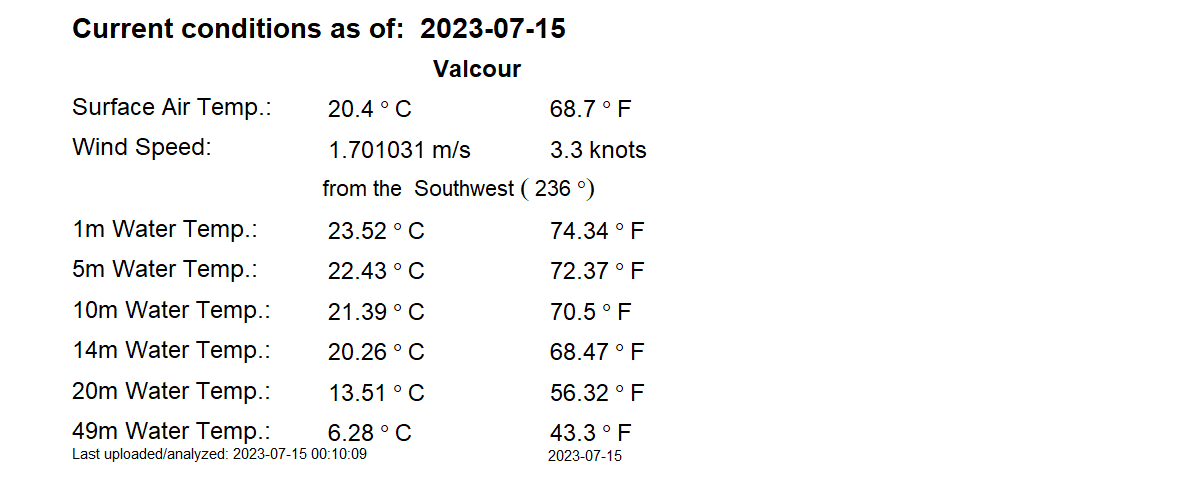 Current conditions as of:  2023-07-15
Valcour
Surface Air Temp.: 20.4 ° C 68.7 ° F
Wind Speed: 1.701031 m/s 3.3 knots
from the  Southwest ( 236 °)
1m Water Temp.: 23.52 ° C 74.34 ° F
5m Water Temp.: 22.43 ° C 72.37 ° F
10m Water Temp.: 21.39 ° C 70.5 ° F
14m Water Temp.: 20.26 ° C 68.47 ° F
20m Water Temp.: 13.51 ° C 56.32 ° F
49m Water Temp.: 6.28 ° C 43.3 ° F
Last uploaded/analyzed: 2023-07-15 00:10:09 2023-07-15